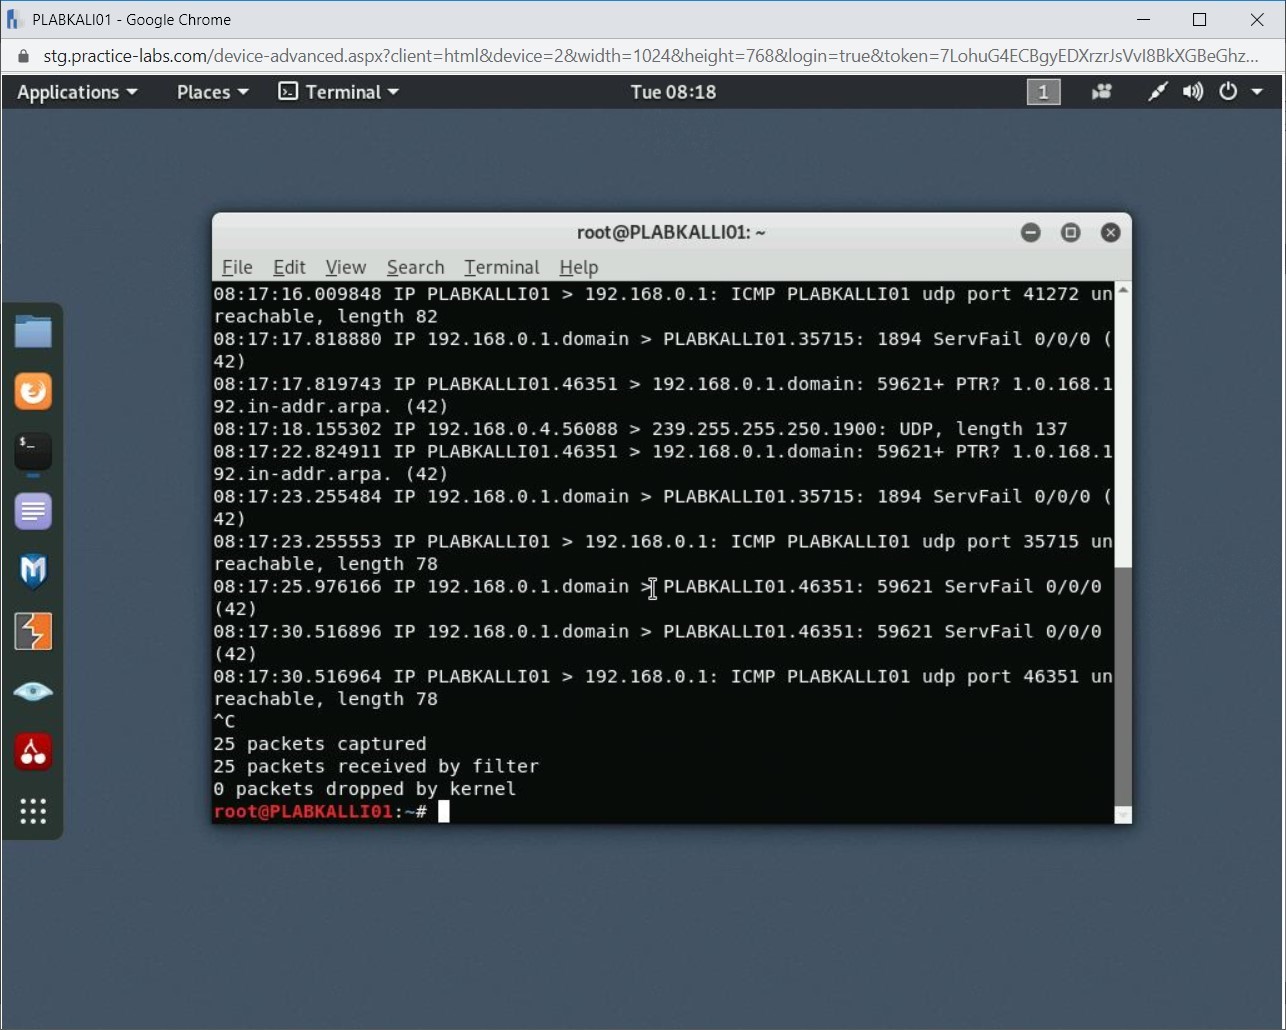 PLABKALI01 - Google Chrome
stg.practice-labs.com/device-advanced.aspx?client=html&device=2&width=1024&height=768&login=true&token=7LohuG4ECBgyEDXrzrJsVvI8BkXGBeGhz...
Applications Places Terminal Tue 08:18 1
root@PLABKALLI01: ~
File Edit View Search Terminal Help
08:17:16.009848 IP PLABKALLI01 > 192.168.0.1: ICMP PLABKALLI01 udp port 41272 un
reachable, length 82
08:17:17.818880 IP 192.168.0.1.domain > PLABKALLI01.35715: 1894 ServFail 0/0/0 (
42)
08:17:17.819743 IP PLABKALLI01.46351 > 192.168.0.1.domain: 59621+ PTR? 1.0.168.1
92.in-addr.arpa. (42)
08:17:18.155302 IP 192.168.0.4.56088 > 239.255.255.250.1900: UDP, length 137
08:17:22.824911 IP PLABKALLI01.46351 > 192.168.0.1.domain: 59621+ PTR? 1.0.168.1
92.in-addr.arpa. (42)
08:17:23.255484 IP 192.168.0.1.domain > PLABKALLI01.35715: 1894 ServFail 0/0/0 (
42)
08:17:23.255553 IP PLABKALLI01 > 192.168.0.1: ICMP PLABKALLI01 udp port 35715 un
reachable, length 78
08:17:25.976166 IP 192.168.0.1.domain > PLABKALLI01.46351: 59621 ServFail 0/0/0
(42)
08:17:30.516896 IP 192.168.0.1.domain > PLABKALLI01.46351: 59621 ServFail 0/0/0
(42)
08:17:30.516964 IP PLABKALLI01 > 192.168.0.1: ICMP PLABKALLI01 udp port 46351 un
reachable, length 78
^C
25 packets captured
25 packets received by filter
0 packets dropped by kernel
root@PLABKALLI01:~#